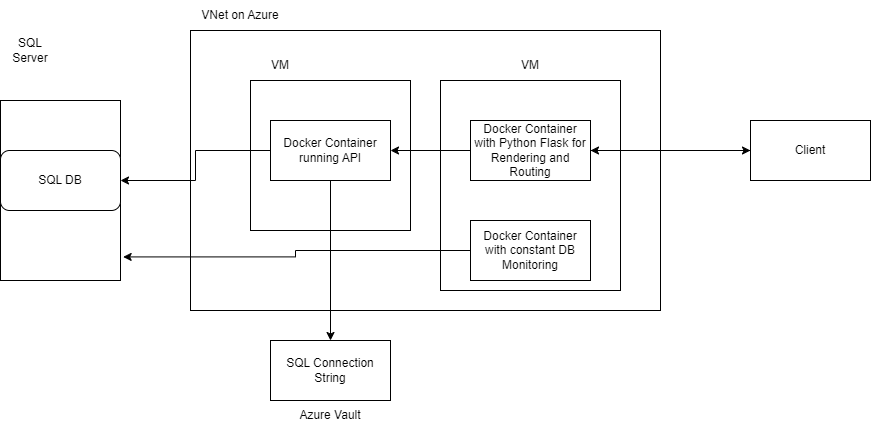 VNet on Azure
SQL
Server
VM
VM
Docker Container
running API
Docker Container
with Python Flask for
Rendering and
Routing
Client
SQL DB
Docker Container
with constant DB
Monitoring
SQL Connection
String
Azure Vault